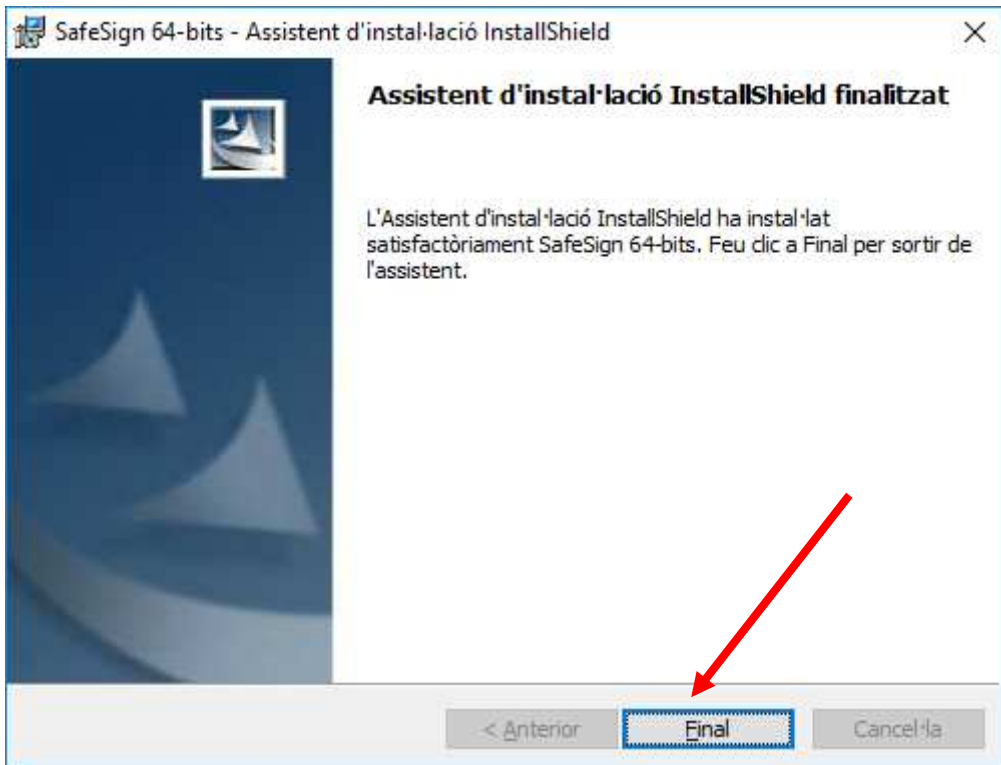 SafeSign 64-bits - Assistent d'instal·lació InstallShield
Assistent d'instal·lació InstallShield finalitzat
L'Assistent d'instal·lació InstallShield ha instal·lat
satisfactòriament SafeSign 64-bits. Feu clic a Final per sortir de
l'assistent.
< Anterior
Final
Cancel·la